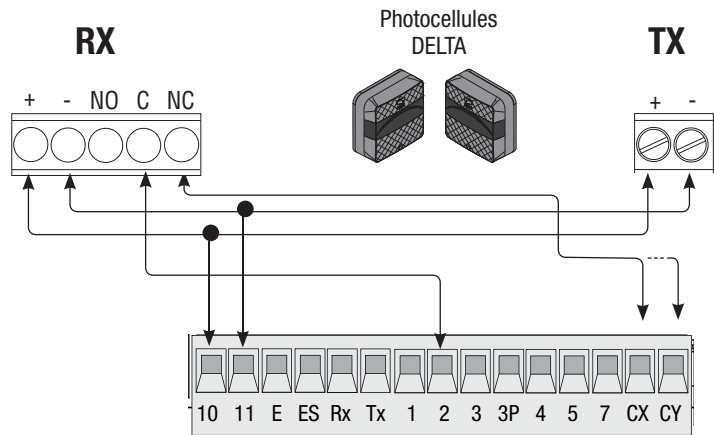 Photocellules
DELTA
RX
TX
+ - NO C NC
+ -
10 11 E ES Rx Tx 1 2 3 3P 4 5 7 CX CY